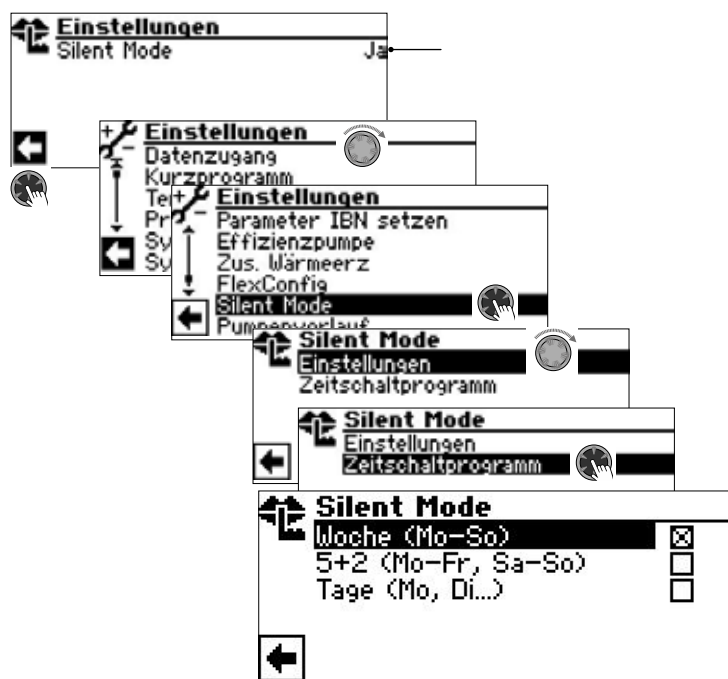 Einstellungen
Silent Mode Ja
Einstellungen
Datenzugang
Kurzprogramm
Einstellungen
Parameter IBN setzen
Effizienzpumpe
Zus. Wärmeerz
FlexConfig
Silent Mode
Pumpenvorlauf
Silent Mode
Einstellungen
Zeitschaltprogramm
Silent Mode
Einstellungen
Zeitschaltprogramm
Silent Mode
Woche (Mo-So)
5+2 (Mo-Fr, Sa-So)
Tage (Mo, Di...)